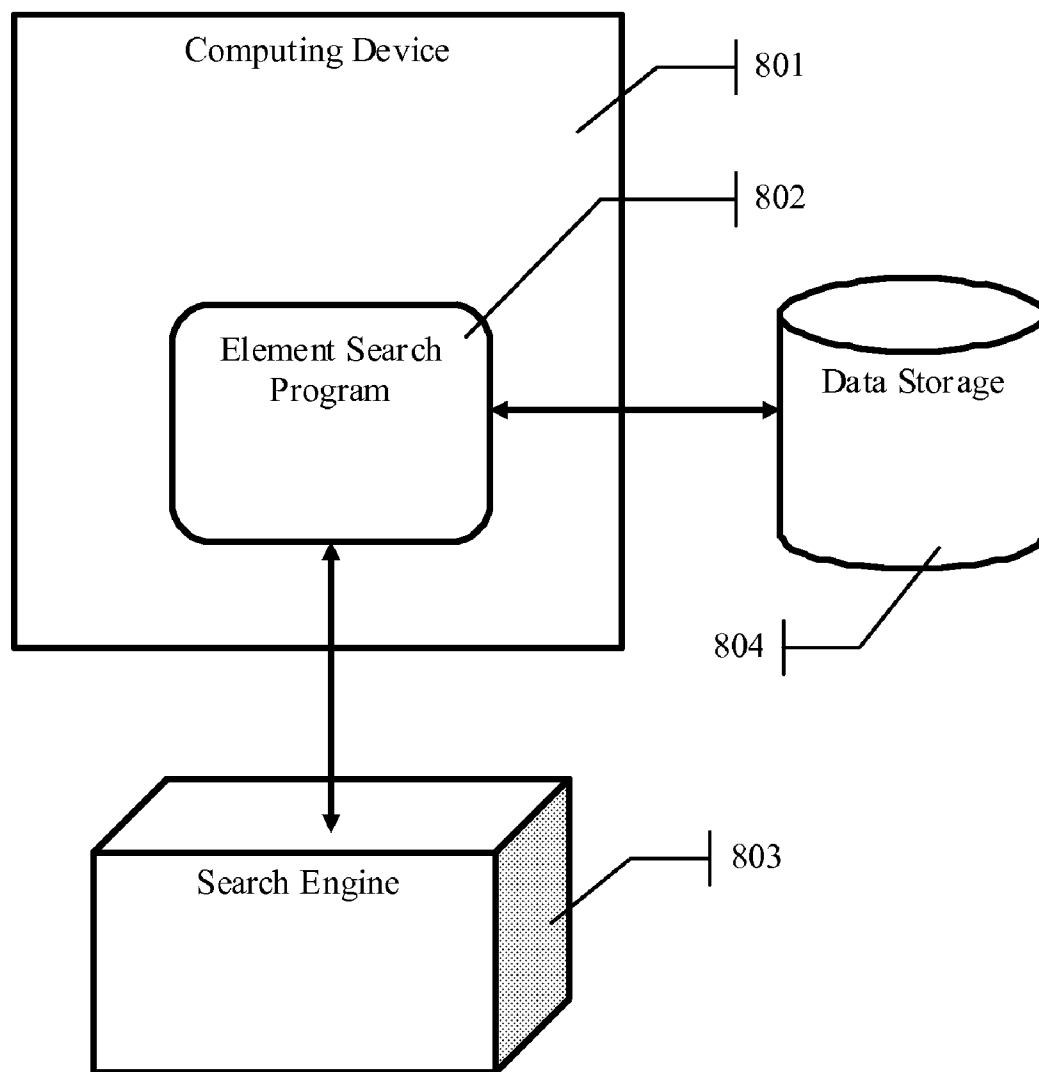 Computing Device
801
802
Element Search
Program
Data Storage
804
Search Engine
803